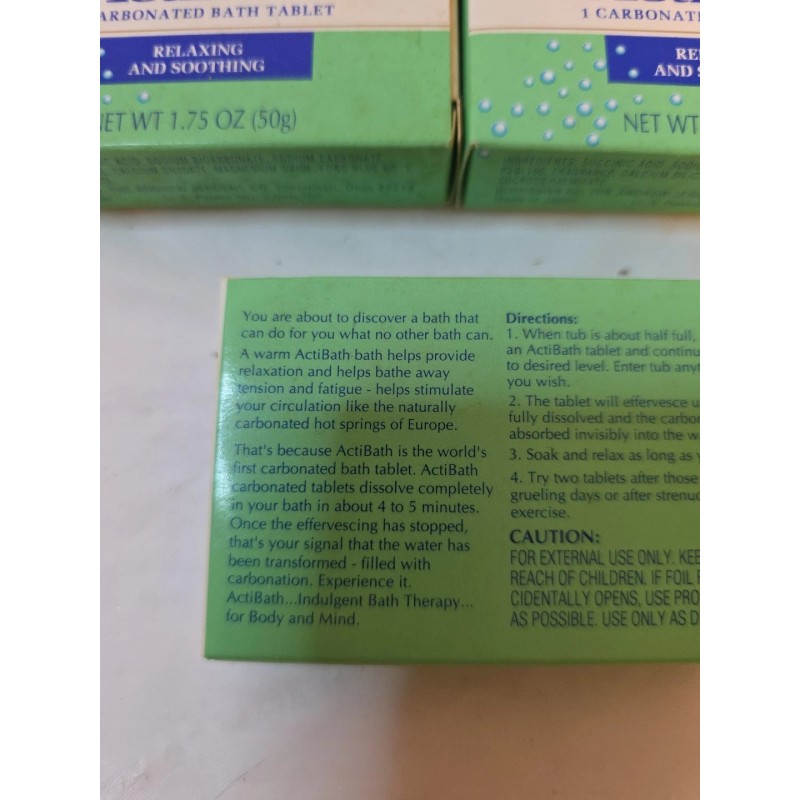 ARBONATED BATH TABLET
RELAXING
AND SOOTHING
NET WT 1.75 OZ (50g)
1 CARBONATE
RE
AND S
NET WT
You are about to discover a bath that
can do for you what no other bath can.
A warm ActiBath bath helps provide
relaxation and helps bathe away
tension and fatigue - helps stimulate
your circulation like the naturally
carbonated hot springs of Europe.
That's because ActiBath is the world's
first carbonated bath tablet. ActiBath
carbonated tablets dissolve completely
in your bath in about 4 to 5 minutes.
Once the effervescing has stopped,
that's your signal that the water has
been transformed - filled with
carbonation. Experience it.
ActiBath...Indulgent Bath Therapy...
for Body and Mind.
Directions:
1. When tub is about half full,
an ActiBath tablet and continu
to desired level. Enter tub anyt
you wish.
2. The tablet will effervesce u
fully dissolved and the carbo
absorbed invisibly into the w
3. Soak and relax as long as
4. Try two tablets after those
grueling days or after strenuo
exercise.
CAUTION:
FOR EXTERNAL USE ONLY. KEE
REACH OF CHILDREN. IF FOIL
CIDENTALLY OPENS, USE PRO
AS POSSIBLE. USE ONLY AS D